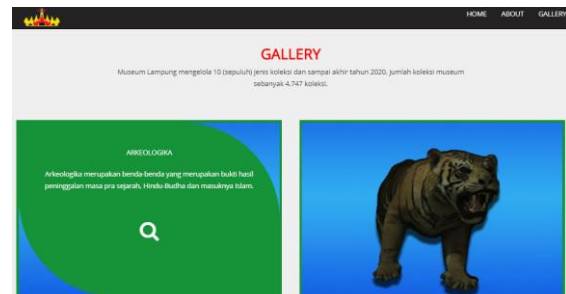 HOME ABOUT GALLERY
GALLERY
Museum Lampung mengelola 10 (sepuluh) jenis koleksi dan sampai akhir tahun 2020, jumlah koleksi museum
sebanyak 4.747 koleksi.
ARKEOLOGIKA
Arkeologika merupakan benda-benda yang merupakan bukti hasil
peninggalan masa pra sejarah, Hindu-Budha dan masuknya Islam.